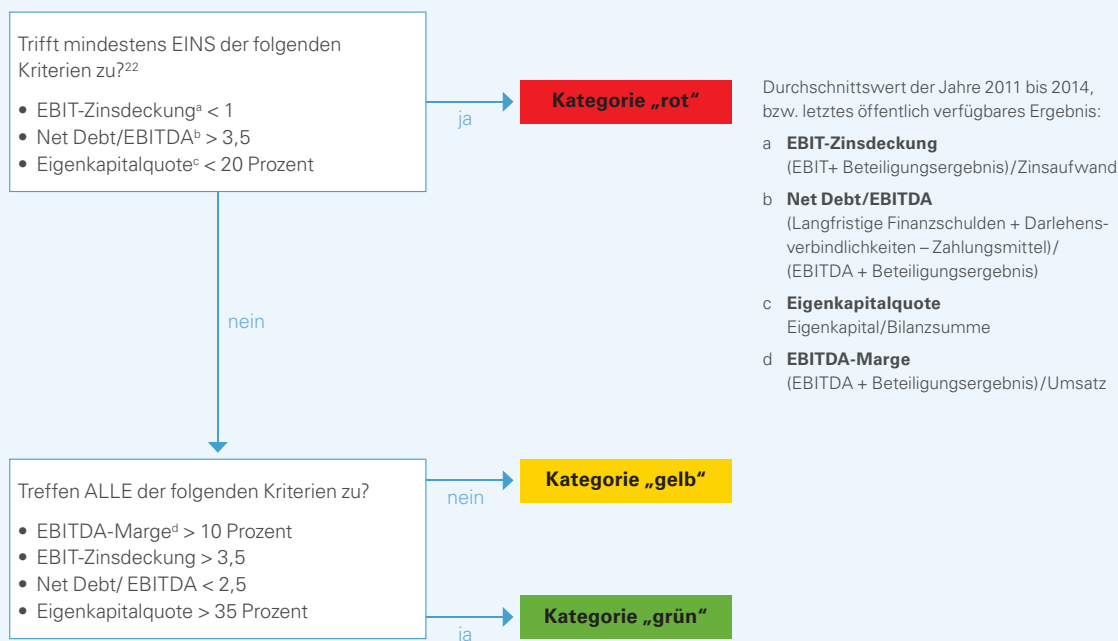 Trifft mindestens EINS der folgenden
Kriterien zu?²²
• EBIT-Zinsdeckungᵃ < 1
• Net Debt/EBITDAᵇ > 3,5
• Eigenkapitalquoteᶜ < 20 Prozent
ja
Kategorie „rot“
nein
Treffen ALLE der folgenden Kriterien zu?
• EBITDA-Margeᵈ > 10 Prozent
• EBIT-Zinsdeckung > 3,5
• Net Debt/ EBITDA < 2,5
• Eigenkapitalquote > 35 Prozent
nein
Kategorie „gelb“
ja
Kategorie „grün“
Durchschnittswert der Jahre 2011 bis 2014,
bzw. letztes öffentlich verfügbares Ergebnis:
a EBIT-Zinsdeckung
(EBIT+ Beteiligungsergebnis)/Zinsaufwand
b Net Debt/EBITDA
(Langfristige Finanzschulden + Darlehens-
verbindlichkeiten – Zahlungsmittel)/
(EBITDA + Beteiligungsergebnis)
c Eigenkapitalquote
Eigenkapital/Bilanzsumme
d EBITDA-Marge
(EBITDA + Beteiligungsergebnis)/Umsatz